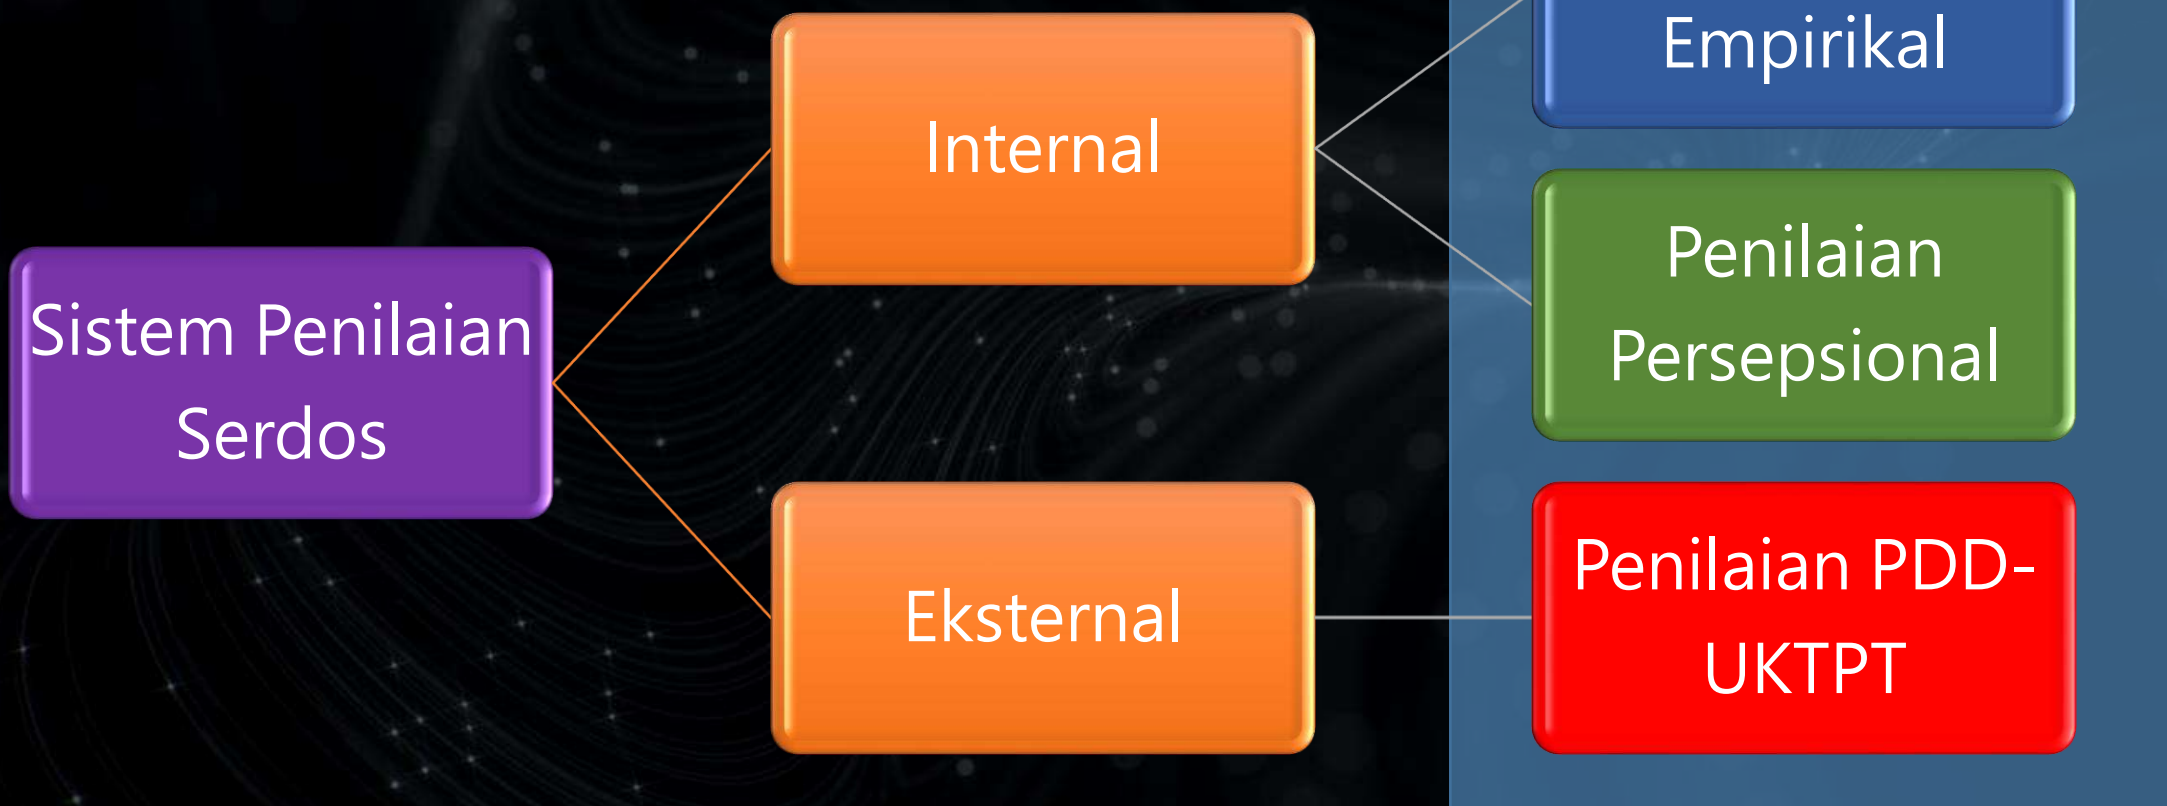 Sistem Penilaian
Serdos
Internal
Eksternal
Empirikal
Penilaian
Persepsional
Penilaian PDD-
UKTPT